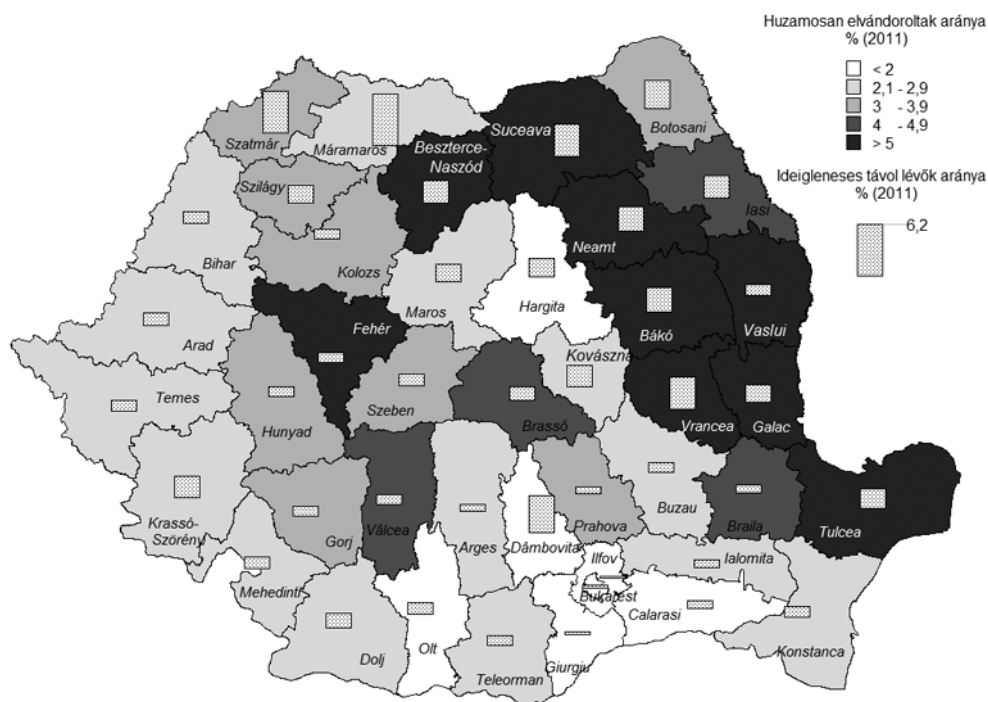 Huzamosan elvándoroltak aránya
% (2011)
< 2
2,1 - 2,9
3 - 3,9
4 - 4,9
> 5
Ideigleneses távol lévők aránya
% (2011)
6,2
Szatmár
Máramaros
Suceava
Botosani
Beszterce-
Naszód
Szilágy
Iasi
Neamt
Bihar
Kolozs
Maros
Hargita
Bákó
Vaslui
Fehér
Arad
Kovászna
Temes
Hunyad
Szeben
Brassó
Vrancea
Galac
Krassó-
Szörény
Gorj
Vâlcea
Arges
Dâmbovita
Prahova
Buzau
Braila
Tulcea
Mehedinti
Ilfov
Ialomita
Bukarest
Calarasi
Dolj
Olt
Teleorman
Giurgiu
Konstanca